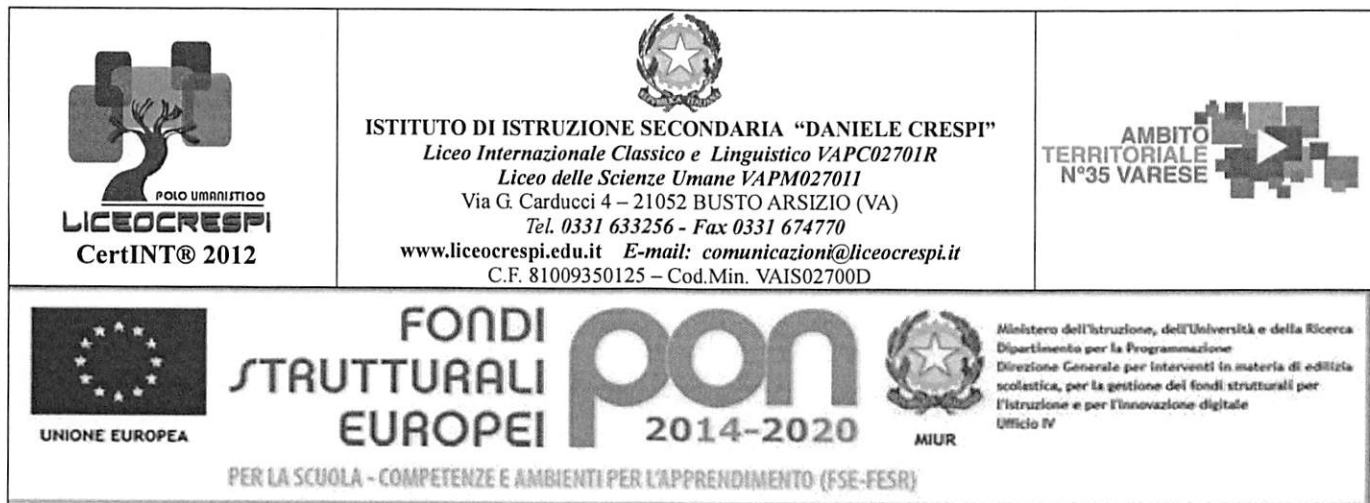 POLO UMANISTICO
LICEOCRESPI
CertINT® 2012
REPVBBLICA ITALIANA
ISTITUTO DI ISTRUZIONE SECONDARIA “DANIELE CRESPI”
Liceo Internazionale Classico e Linguistico VAPC02701R
Liceo delle Scienze Umane VAPM027011
Via G. Carducci 4 – 21052 BUSTO ARSIZIO (VA)
Tel. 0331 633256 - Fax 0331 674770
www.liceocrespi.edu.it E-mail: comunicazioni@liceocrespi.it
C.F. 81009350125 – Cod.Min. VAIS02700D
AMBITO
TERRITORIALE
N°35 VARESE
UNIONE EUROPEA
FONDI
STRUTTURALI
EUROPEI
pon
2014-2020
MIUR
Ministero dell'Istruzione, dell'Università e della Ricerca
Dipartimento per la Programmazione
Direzione Generale per interventi in materia di edilizia
scolastica, per la gestione dei fondi strutturali per
l'istruzione e per l'innovazione digitale
Ufficio IV
PER LA SCUOLA - COMPETENZE E AMBIENTI PER L'APPRENDIMENTO (FSE-FESR)